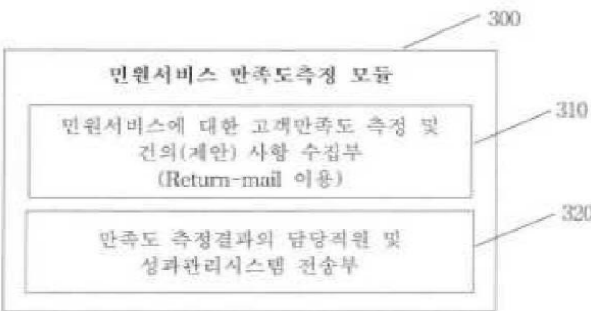 300
민원서비스 만족도측정 모듈
310
민원서비스에 대한 고객만족도 측정 및
건의(제안) 사항 수집부
(Return-mail 이용)
320
만족도 측정결과의 담당직원 및
성과관리시스템 전송부